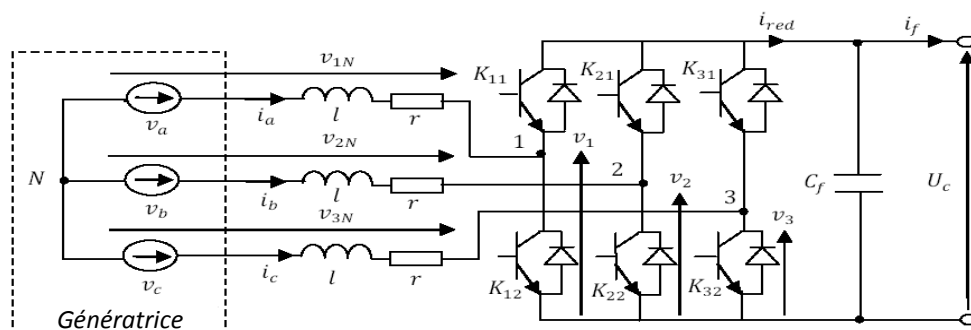 i_red
i_f
v_1N
K_11
K_21
K_31
v_a
i_a
l
r
1
v_2N
v_1
N
2
v_2
C_f
U_c
v_b
i_b
l
r
v_3N
3
v_3
v_c
i_c
l
r
K_12
K_22
K_32
Génératrice